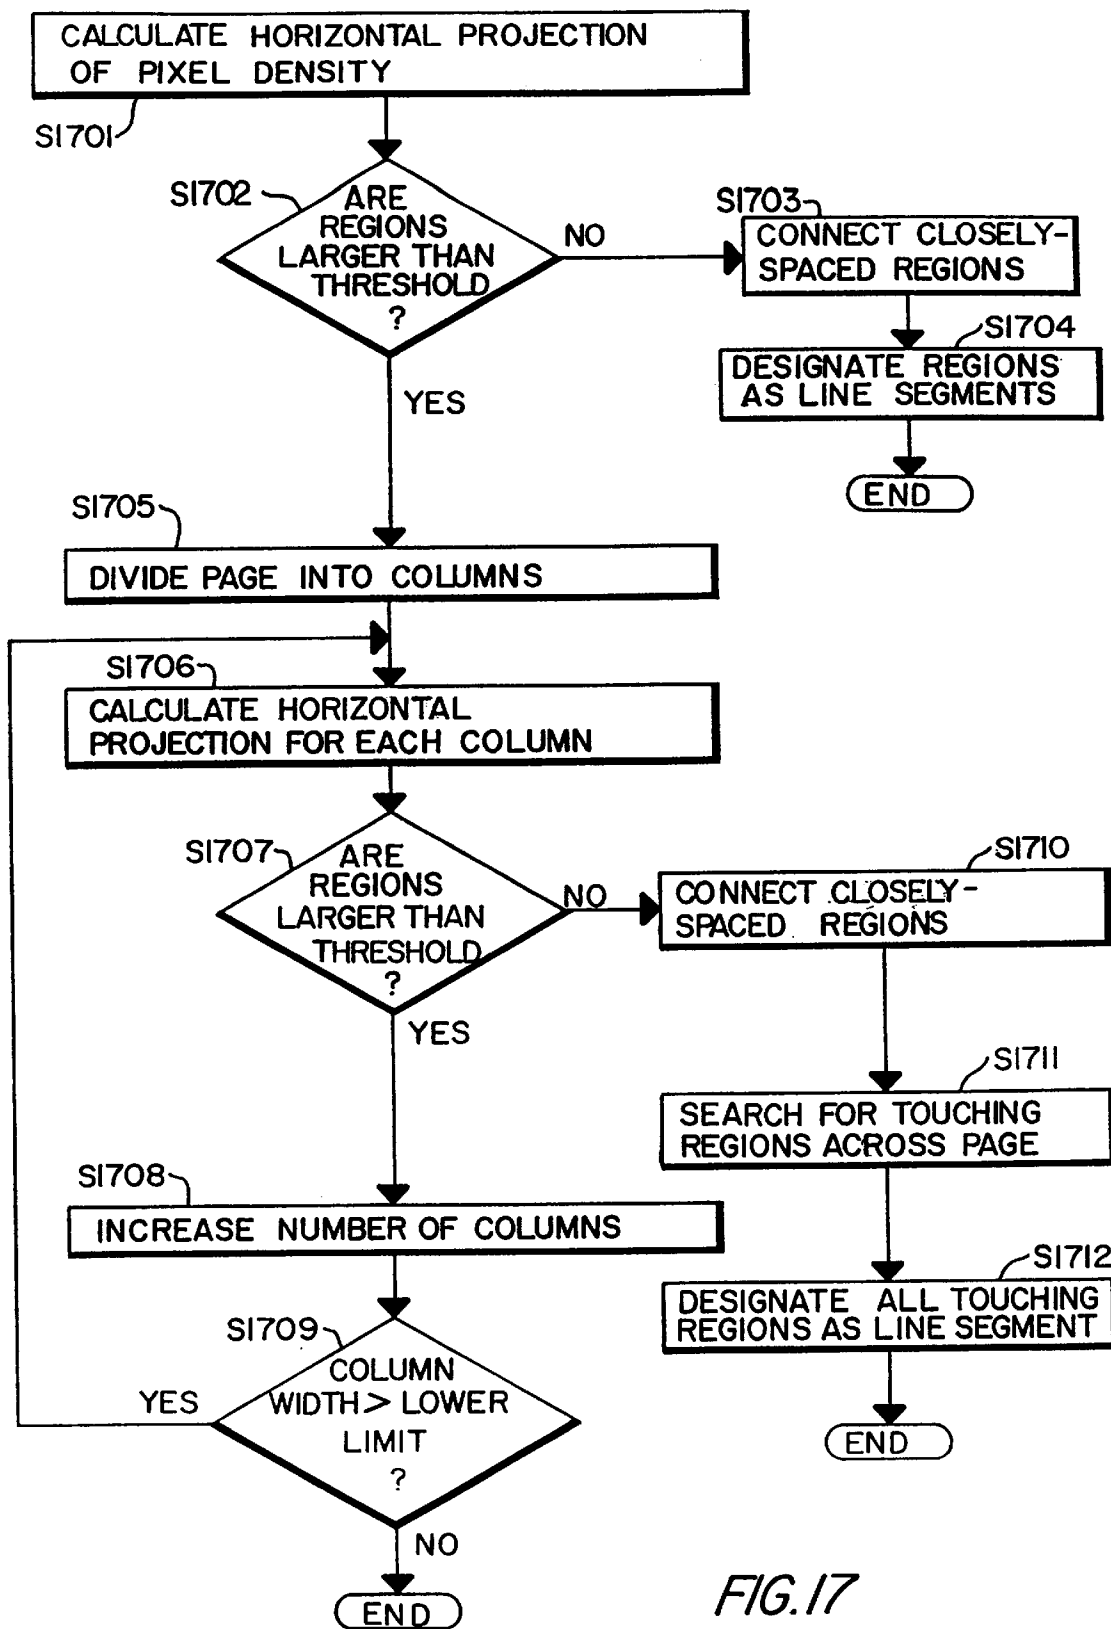 CALCULATE HORIZONTAL PROJECTION
OF PIXEL DENSITY
S1701
S1702
ARE
REGIONS
LARGER THAN
THRESHOLD
?
NO
YES
S1703
CONNECT CLOSELY-
SPACED REGIONS
S1704
DESIGNATE REGIONS
AS LINE SEGMENTS
END
S1705
DIVIDE PAGE INTO COLUMNS
S1706
CALCULATE HORIZONTAL
PROJECTION FOR EACH COLUMN
S1707
ARE
REGIONS
LARGER THAN
THRESHOLD
?
NO
YES
S1710
CONNECT CLOSELY-
SPACED REGIONS
S1711
SEARCH FOR TOUCHING
REGIONS ACROSS PAGE
S1708
INCREASE NUMBER OF COLUMNS
S1712
DESIGNATE ALL TOUCHING
REGIONS AS LINE SEGMENT
END
S1709
COLUMN
WIDTH > LOWER
LIMIT
?
YES
NO
END
FIG. 17